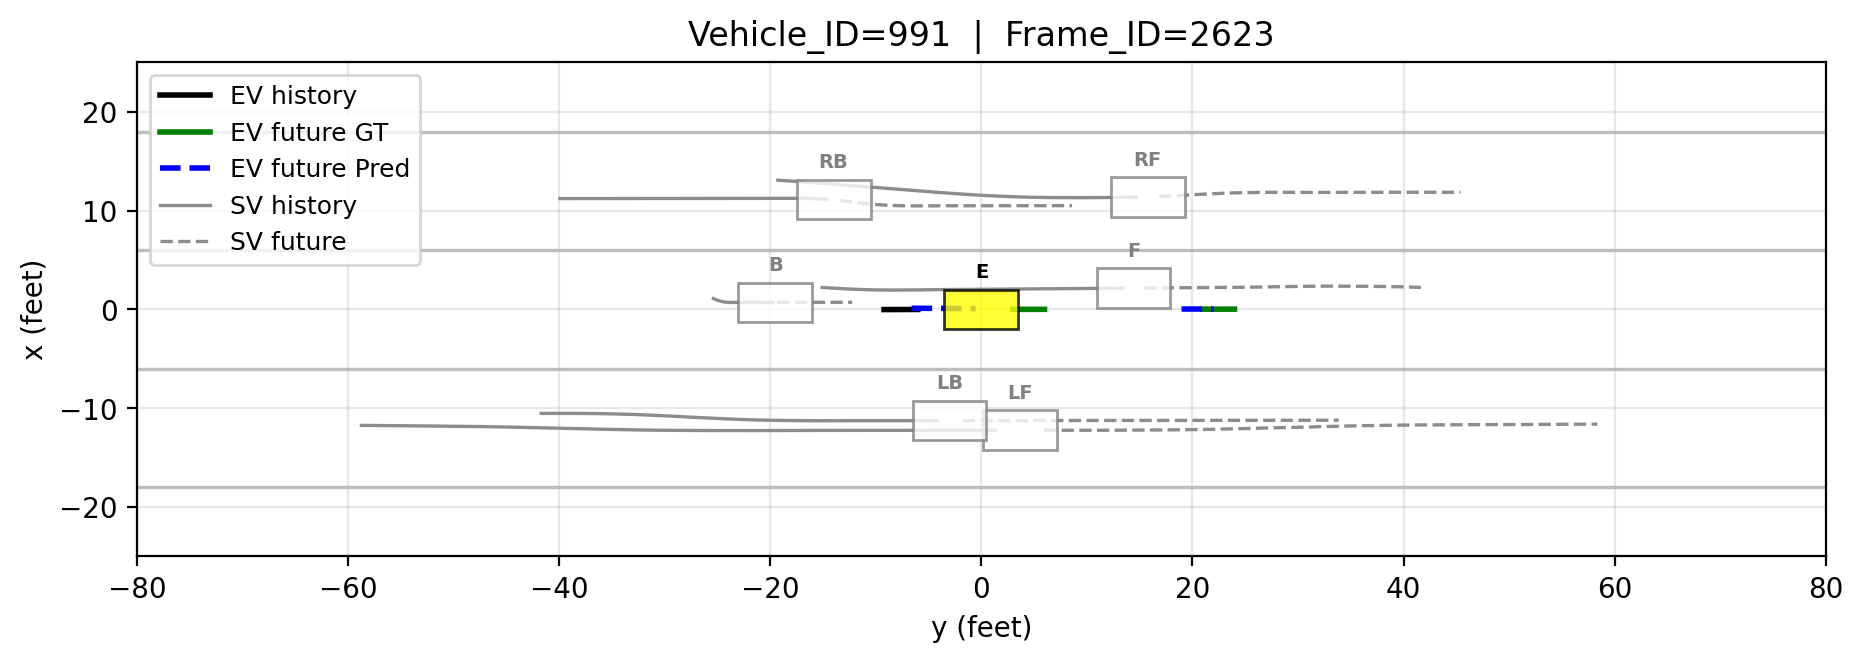 Vehicle_ID=991 | Frame_ID=2623
EV history
EV future GT
EV future Pred
SV history
SV future
RB
RF
B
F
E
LB
LF
20
10
0
−10
−20
x (feet)
−80
−60
−40
−20
0
20
40
60
80
y (feet)